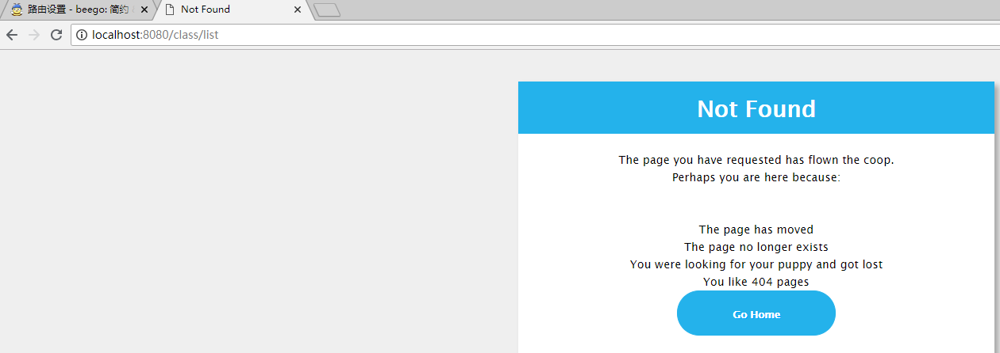 路由设置 - beego: 简约
Not Found
localhost:8080/class/list
Not Found
The page you have requested has flown the coop.
Perhaps you are here because:
The page has moved
The page no longer exists
You were looking for your puppy and got lost
You like 404 pages
Go Home